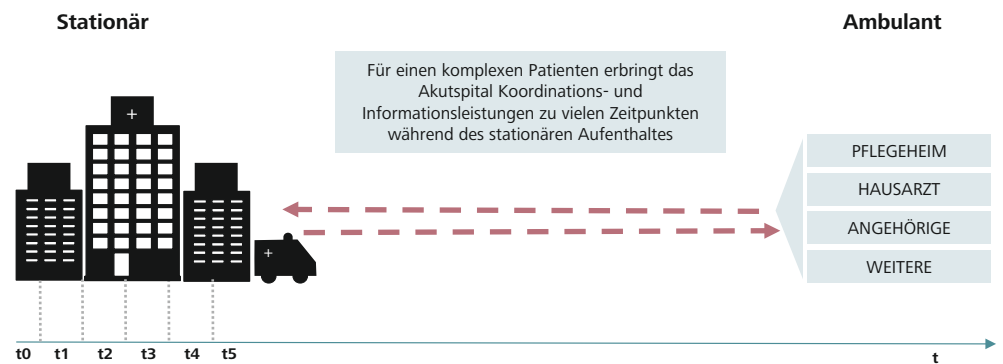 Stationär
Ambulant
Für einen komplexen Patienten erbringt das
Akutspital Koordinations- und
Informationsleistungen zu vielen Zeitpunkten
während des stationären Aufenthaltes
PFLEGEHEIM
HAUSARZT
ANGEHÖRIGE
WEITERE
t0 t1 t2 t3 t4 t5 t